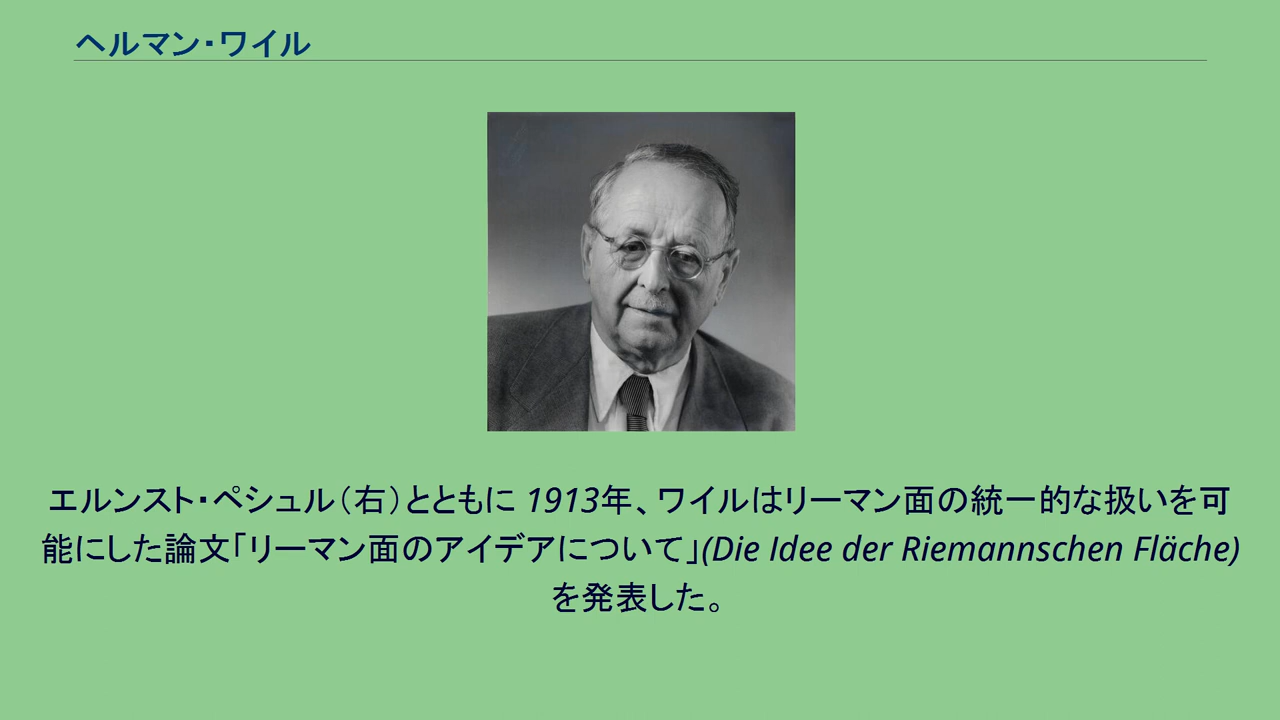 ヘルマン・ワイル
エルンスト・ペシュル（右）とともに 1913年、ワイルはリーマン面の統一的な扱いを可
能にした論文「リーマン面のアイデアについて」(Die Idee der Riemannschen Fläche)
を発表した。